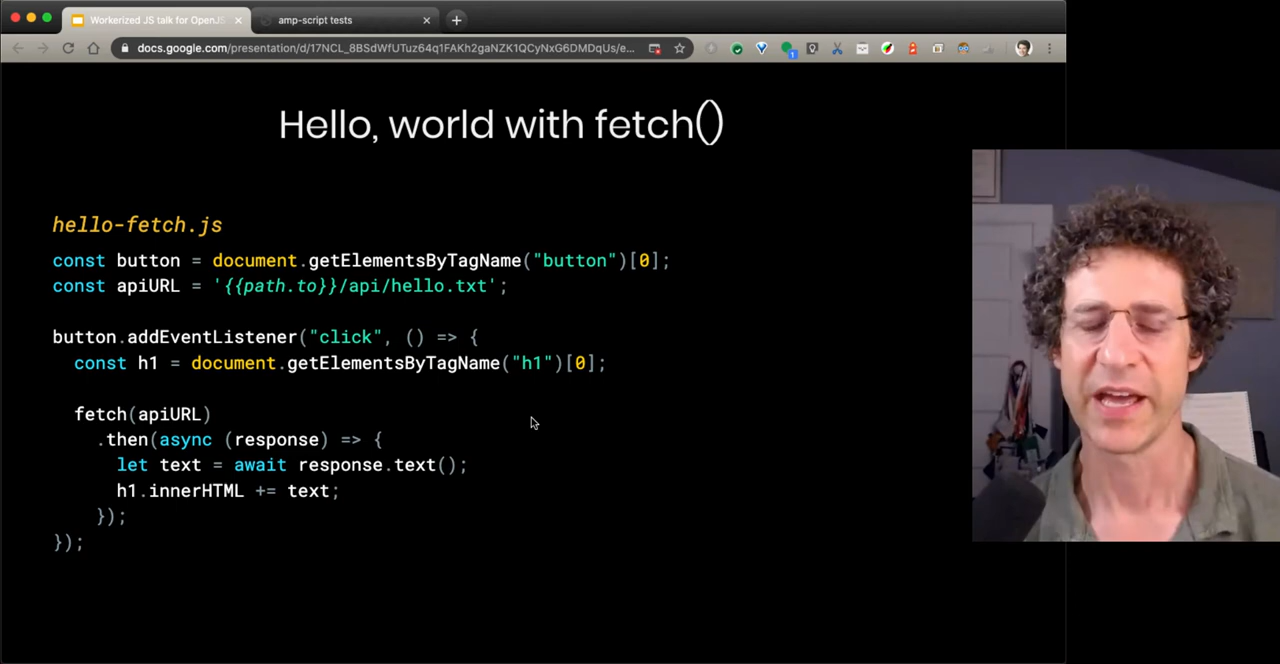 Workerized JS talk for OpenJS
amp-script tests
docs.google.com/presentation/d/17NCL_8BSdWfUTuz64q1FAKh2gaNZK1QCyNxG6DMDqUs/e...
1
Hello, world with fetch()
hello-fetch.js
const button = document.getElementsByTagName("button")[0];
const apiURL = '{{path.to}}/api/hello.txt';
button.addEventListener("click", () => {
const h1 = document.getElementsByTagName("h1")[0];
fetch(apiURL)
.then(async (response) => {
let text = await response.text();
h1.innerHTML += text;
});
});